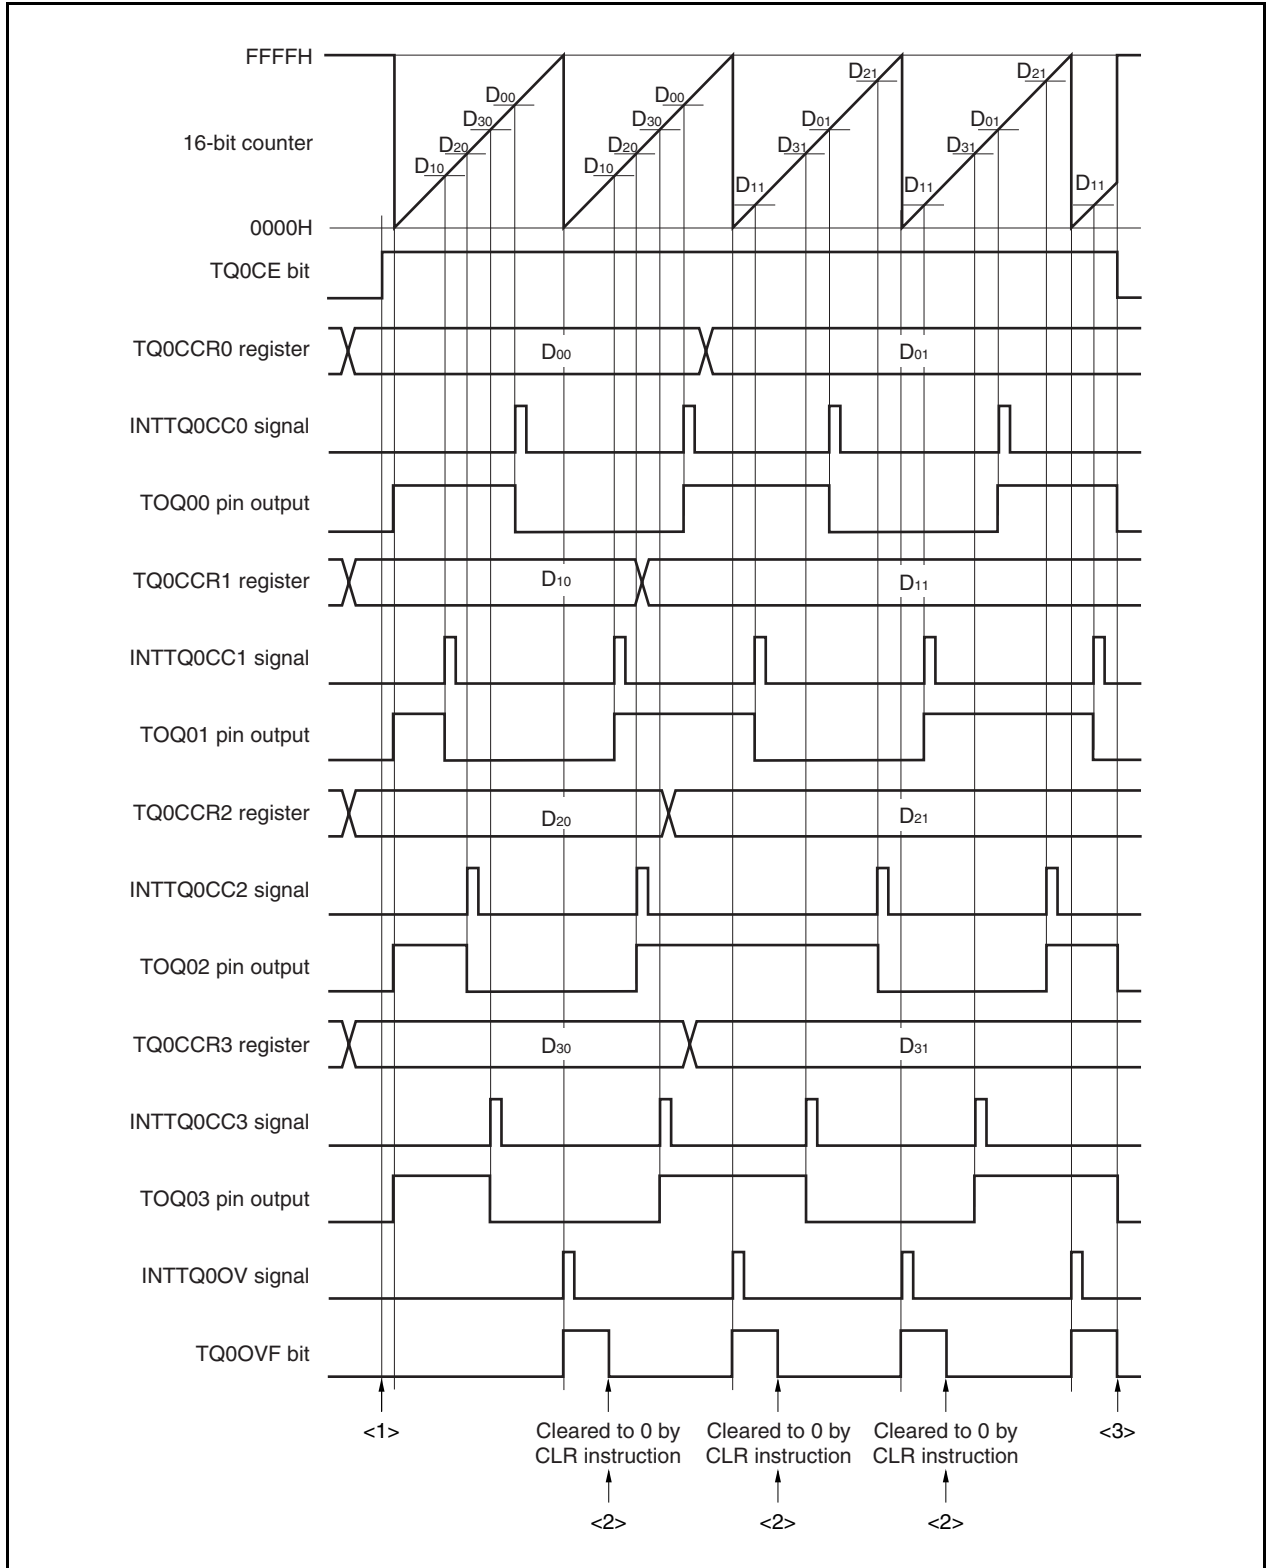 FFFFH
D00
D00
D21
D21
D30
D30
D01
D01
16-bit counter
D20
D20
D31
D31
D10
D10
D11
D11
D11
0000H
TQ0CE bit
TQ0CCR0 register
D00
D01
INTTQ0CC0 signal
TOQ00 pin output
TQ0CCR1 register
D10
D11
INTTQ0CC1 signal
TOQ01 pin output
TQ0CCR2 register
D20
D21
INTTQ0CC2 signal
TOQ02 pin output
TQ0CCR3 register
D30
D31
INTTQ0CC3 signal
TOQ03 pin output
INTTQ0OV signal
TQ0OVF bit
<1>
Cleared to 0 by
CLR instruction
<2>
Cleared to 0 by
CLR instruction
<2>
Cleared to 0 by
CLR instruction
<2>
<3>